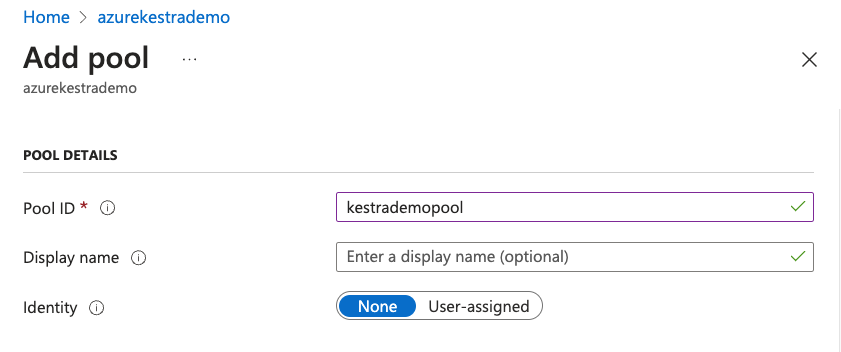 Home > azurekestrademo
Add pool ...
azurekestrademo
POOL DETAILS
Pool ID * kestrademopool
Display name Enter a display name (optional)
Identity None User-assigned